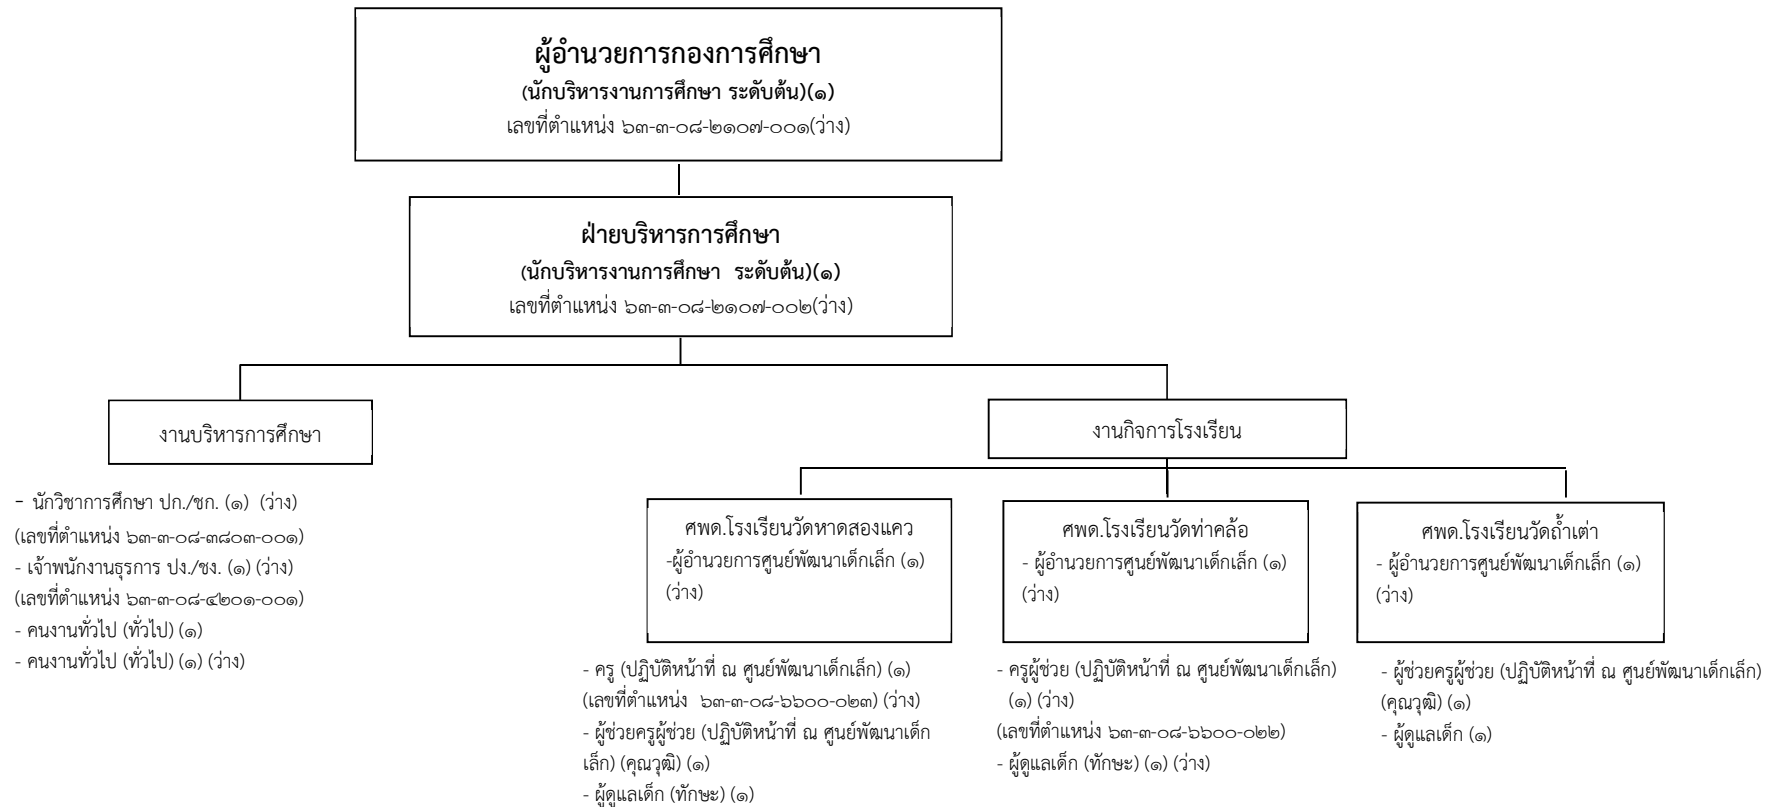 ผู้อำนวยการกองการศึกษา
(นักบริหารงานการศึกษา ระดับต้น)(๑)
เลขที่ตำแหน่ง ๖๓-๓-๐๘-๒๑๐๗-๐๐๑(ว่าง)
ฝ่ายบริหารการศึกษา
(นักบริหารงานการศึกษา ระดับต้น)(๑)
เลขที่ตำแหน่ง ๖๓-๓-๐๘-๒๑๐๗-๐๐๒(ว่าง)
งานบริหารการศึกษา
- นักวิชาการศึกษา ปก./ชก. (๑) (ว่าง)
(เลขที่ตำแหน่ง ๖๓-๓-๐๘-๓๘๐๓-๐๐๑)
- เจ้าพนักงานธุรการ ปง./ชง. (๑) (ว่าง)
(เลขที่ตำแหน่ง ๖๓-๓-๐๘-๔๒๐๑-๐๐๑)
- คนงานทั่วไป (ทั่วไป) (๑)
- คนงานทั่วไป (ทั่วไป) (๑) (ว่าง)
งานกิจการโรงเรียน
ศพด.โรงเรียนวัดหาดสองแคว
-ผู้อำนวยการศูนย์พัฒนาเด็กเล็ก (๑)
(ว่าง)
- ครู (ปฏิบัติหน้าที่ ณ ศูนย์พัฒนาเด็กเล็ก) (๑)
(เลขที่ตำแหน่ง ๖๓-๓-๐๘-๖๖๐๐-๐๒๓) (ว่าง)
- ผู้ช่วยครูผู้ช่วย (ปฏิบัติหน้าที่ ณ ศูนย์พัฒนาเด็ก
เล็ก) (คุณวุฒิ) (๑)
- ผู้ดูแลเด็ก (ทักษะ) (๑)
ศพด.โรงเรียนวัดท่าคล้อ
- ผู้อำนวยการศูนย์พัฒนาเด็กเล็ก (๑)
(ว่าง)
- ครูผู้ช่วย (ปฏิบัติหน้าที่ ณ ศูนย์พัฒนาเด็กเล็ก)
(๑) (ว่าง)
(เลขที่ตำแหน่ง ๖๓-๓-๐๘-๖๖๐๐-๐๒๒)
- ผู้ดูแลเด็ก (ทักษะ) (๑) (ว่าง)
ศพด.โรงเรียนวัดถ้ำเต่า
- ผู้อำนวยการศูนย์พัฒนาเด็กเล็ก (๑)
(ว่าง)
- ผู้ช่วยครูผู้ช่วย (ปฏิบัติหน้าที่ ณ ศูนย์พัฒนาเด็กเล็ก)
(คุณวุฒิ) (๑)
- ผู้ดูแลเด็ก (๑)